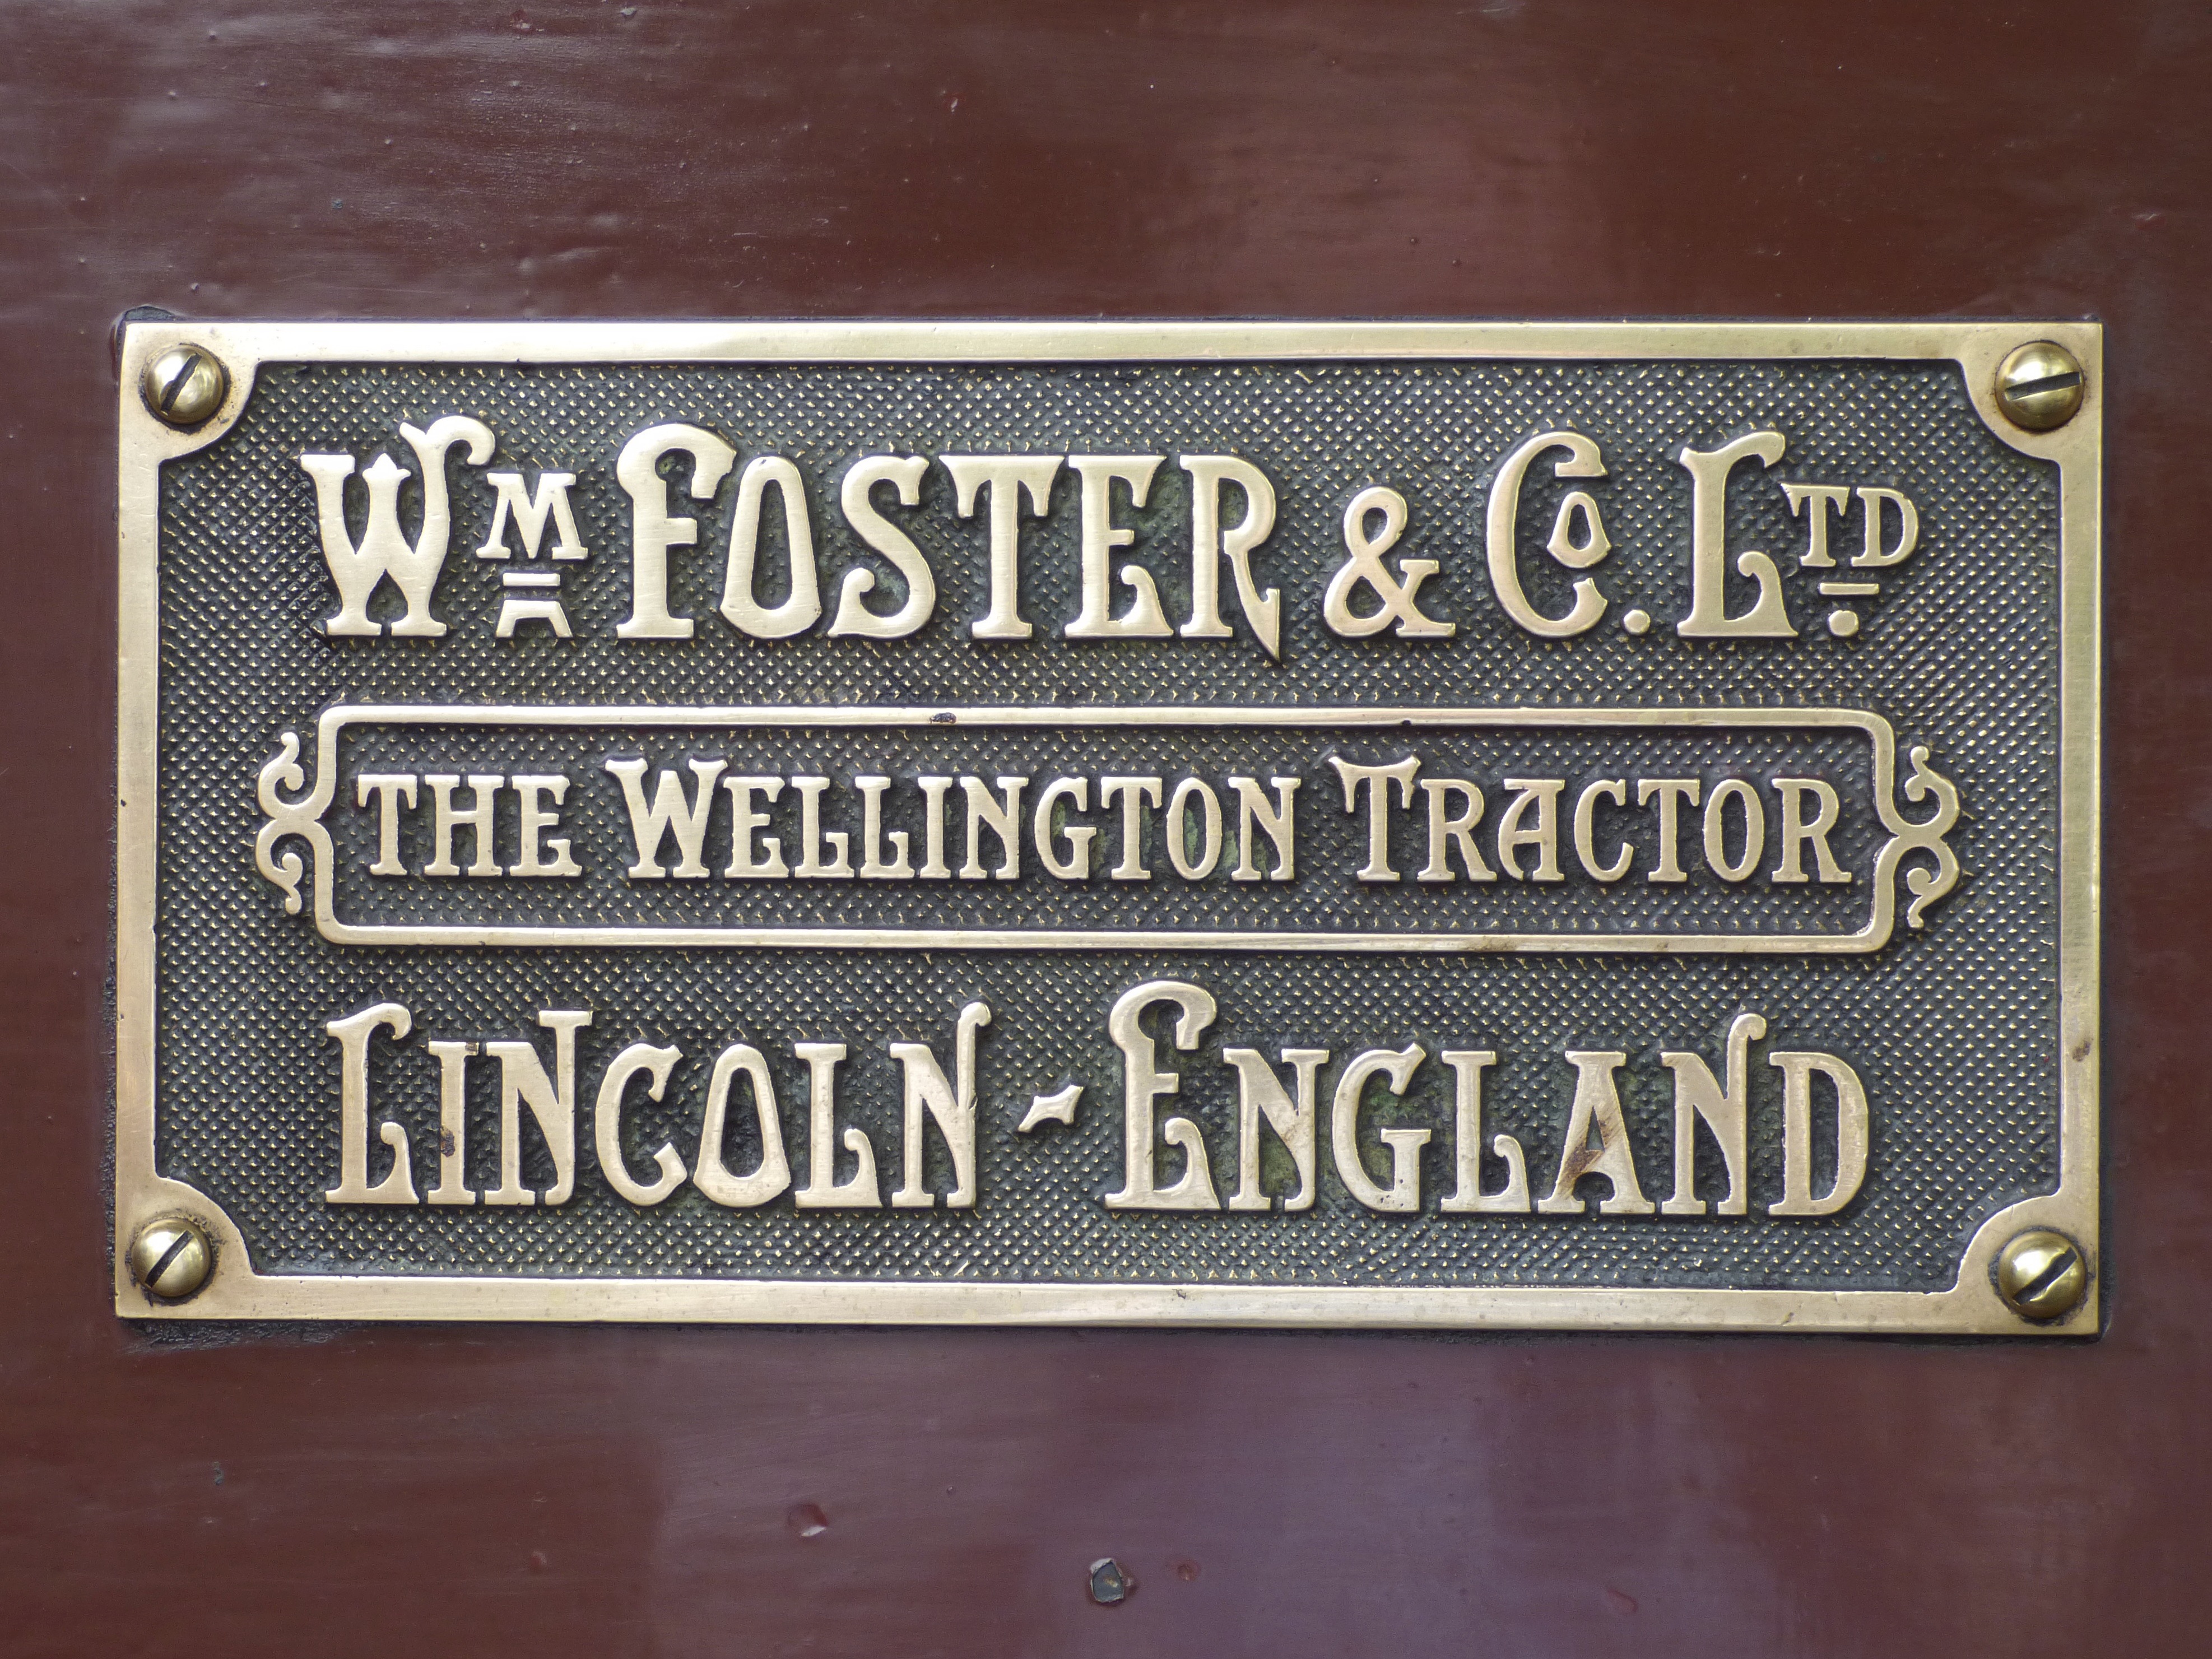 Wm FOSTER & Co. LTD.
THE WELLINGTON TRACTOR
LINCOLN - ENGLAND